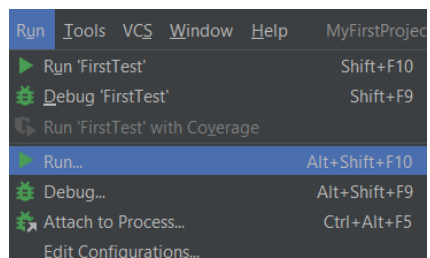 Run Tools VCS Window Help MyFirstProjec
Run 'FirstTest' Shift+F10
Debug 'FirstTest' Shift+F9
Run 'FirstTest' with Coverage
Run... Alt+Shift+F10
Debug... Alt+Shift+F9
Attach to Process... Ctrl+Alt+F5
Edit Configurations...